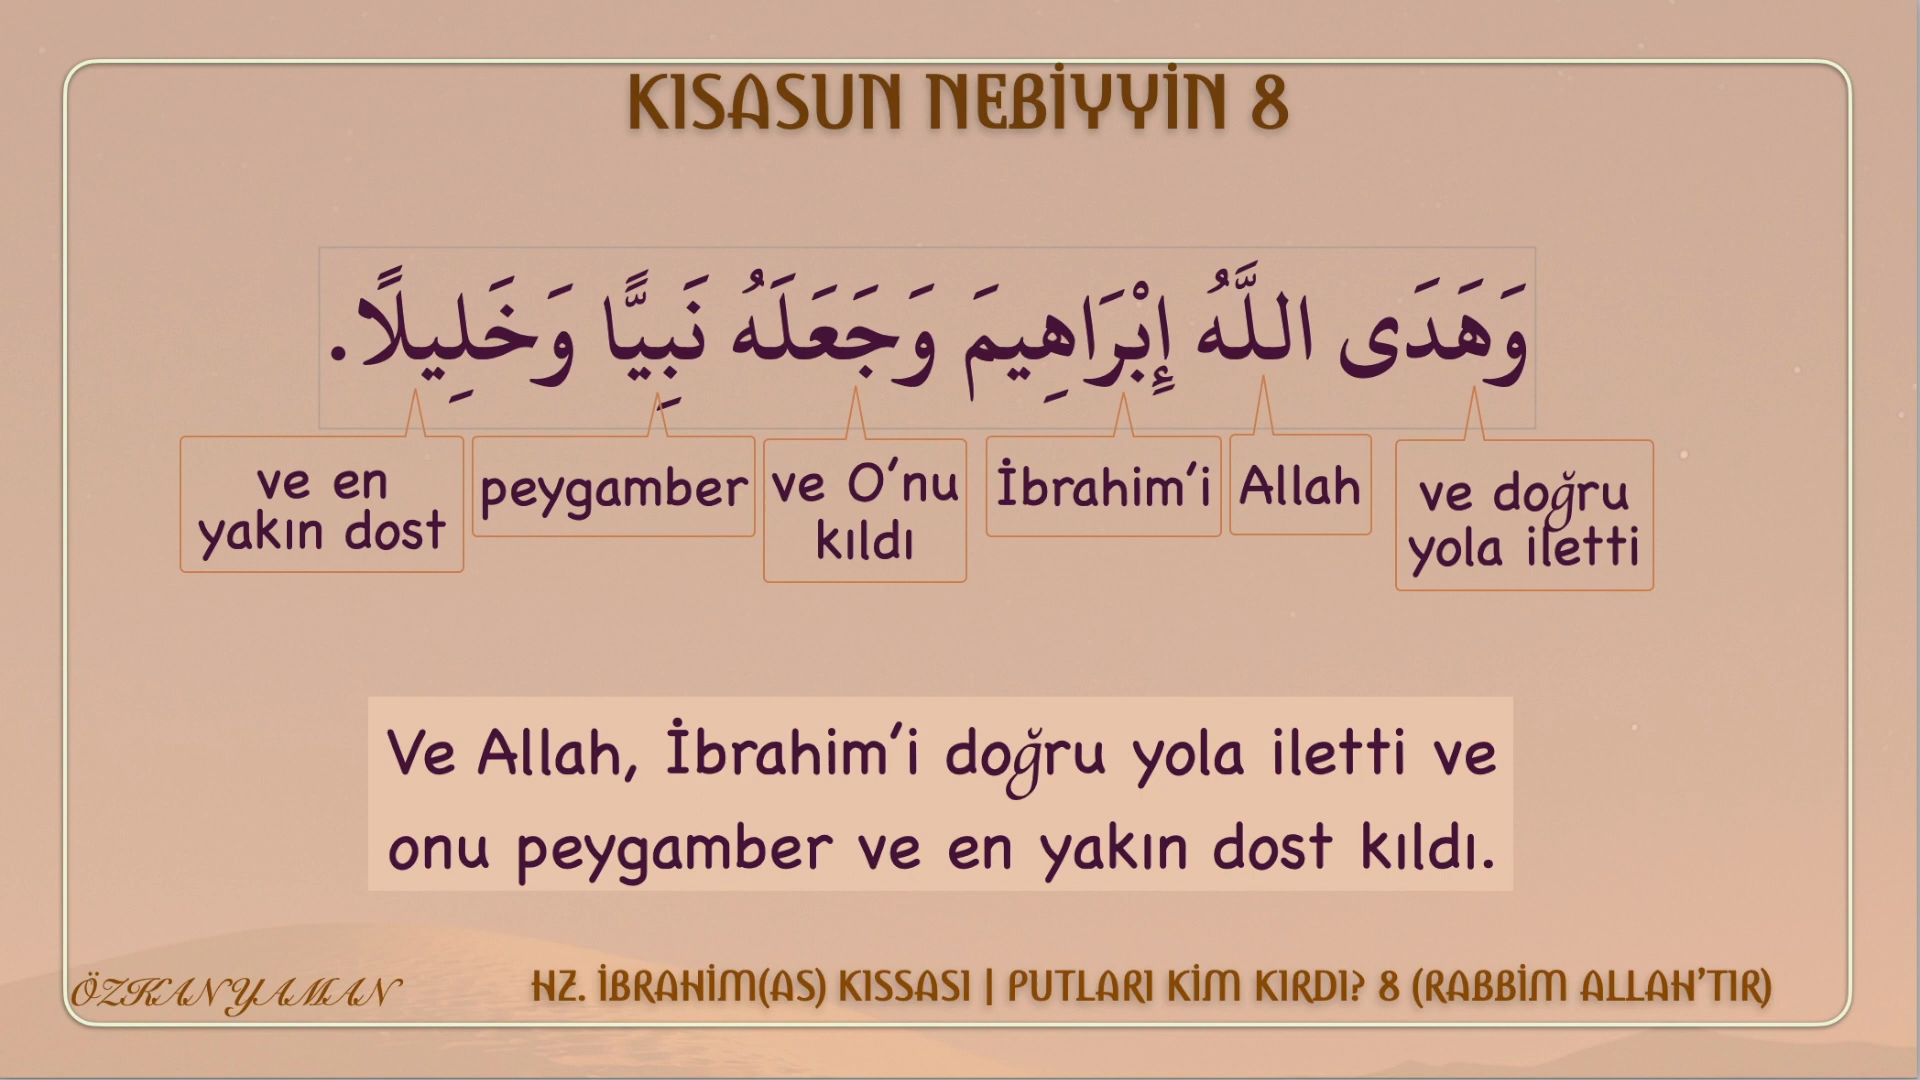 KISASUN NEBİYYİN 8
وَهَدَى اللَّهُ إِبْرَاهِيمَ وَجَعَلَهُ نَبِيًّا وَخَلِيلًا.
ve doğru
yola iletti
Allah
İbrahim’i
ve O’nu
kıldı
peygamber
ve en
yakın dost
Ve Allah, İbrahim’i doğru yola iletti ve
onu peygamber ve en yakın dost kıldı.
ÖZKANYAMAN
HZ. İBRAHİM(AS) KISSASI | PUTLARI KİM KIRDI? 8 (RABBİM ALLAH’TIR)